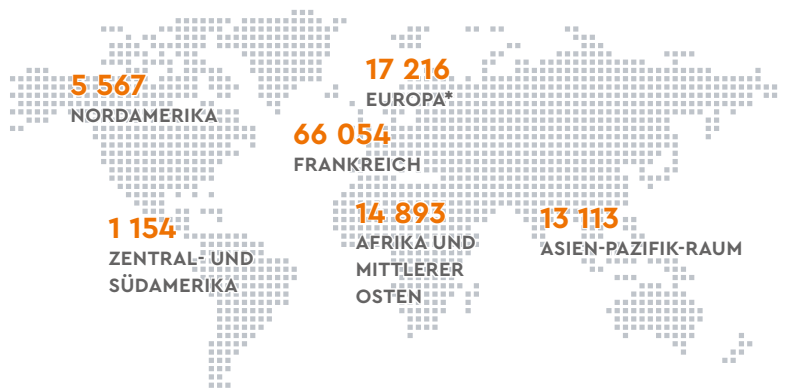 17 216
EUROPA*
5 567
NORDAMERIKA
66 054
FRANKREICH
1 154
ZENTRAL- UND
SÜDAMERIKA
14 893
AFRIKA UND
MITTLERER
OSTEN
13 113
ASIEN-PAZIFIK-RAUM